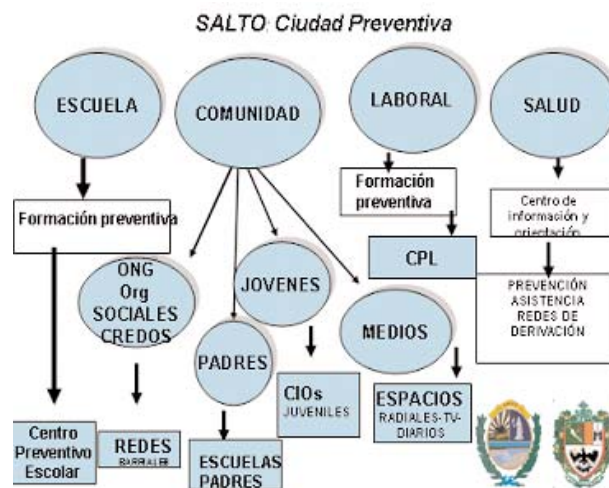 SALTO: Ciudad Preventiva
ESCUELA
COMUNIDAD
LABORAL
SALUD
Formación preventiva
Formación
preventiva
Centro de
información y
orientación
CPL
PREVENCIÓN
ASISTENCIA
REDES DE
DERIVACIÓN
ONG
Org
SOCIALES
CREDOS
JOVENES
PADRES
MEDIOS
CIOs
JUVENILES
ESPACIOS
RADIALES-TV-
DIARIOS
Centro
Preventivo
Escolar
REDES
BARRIALES
ESCUELAS
PADRES